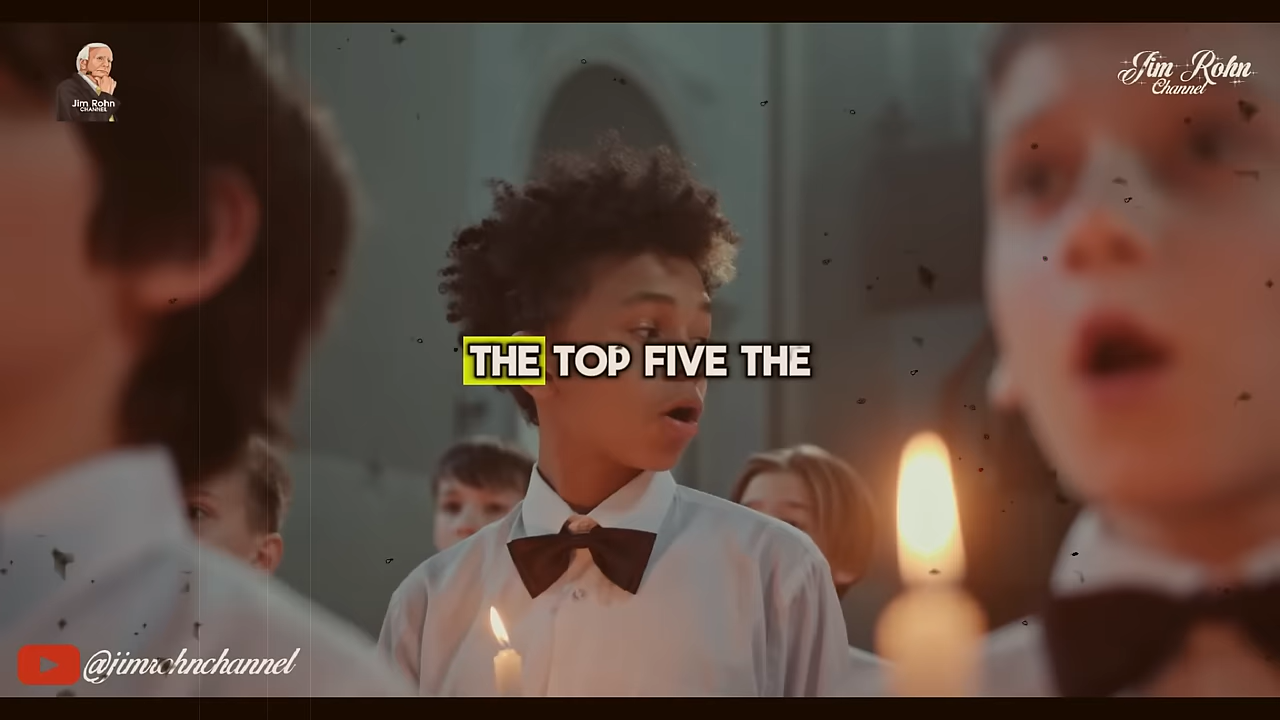 Jim Rohn
CHANNEL
Jim Rohn
Channel
THE TOP FIVE THE
@jimrohnchannel